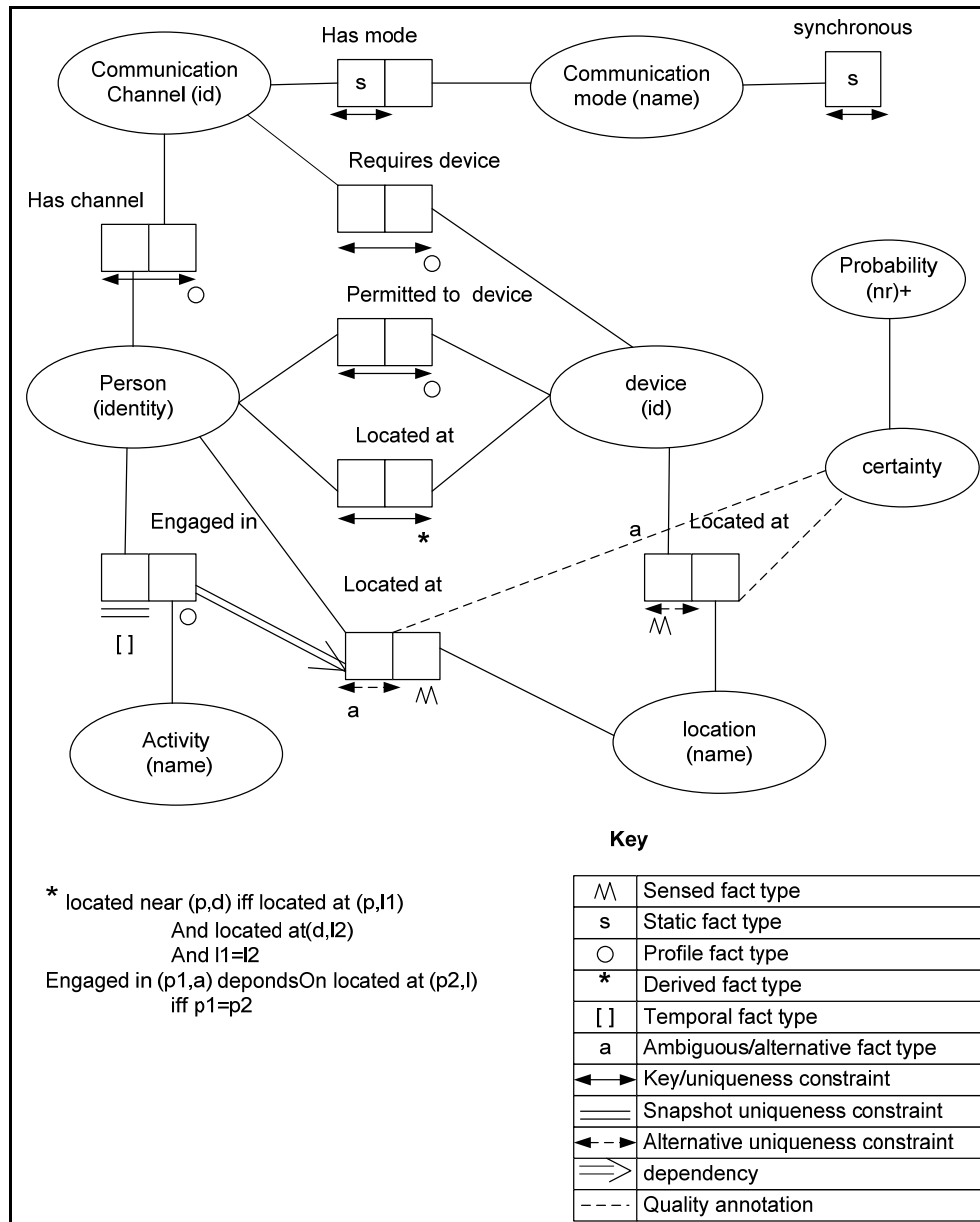 Has mode
synchronous
Communication
Channel (id)
s
Communication
mode (name)
s
Requires device
Has channel
Probability
(nr)+
Permitted to device
Person
(identity)
device
(id)
Located at
certainty
Engaged in
a
Located at
Located at
[ ]
a
Activity
(name)
location
(name)
*
Key
* located near (p,d) iff located at (p,l1)
And located at(d,l2)
And l1=l2
Engaged in (p1,a) depondsOn located at (p2,l)
iff p1=p2
Sensed fact type
s Static fact type
Profile fact type
* Derived fact type
[ ] Temporal fact type
a Ambiguous/alternative fact type
Key/uniqueness constraint
Snapshot uniqueness constraint
Alternative uniqueness constraint
dependency
Quality annotation